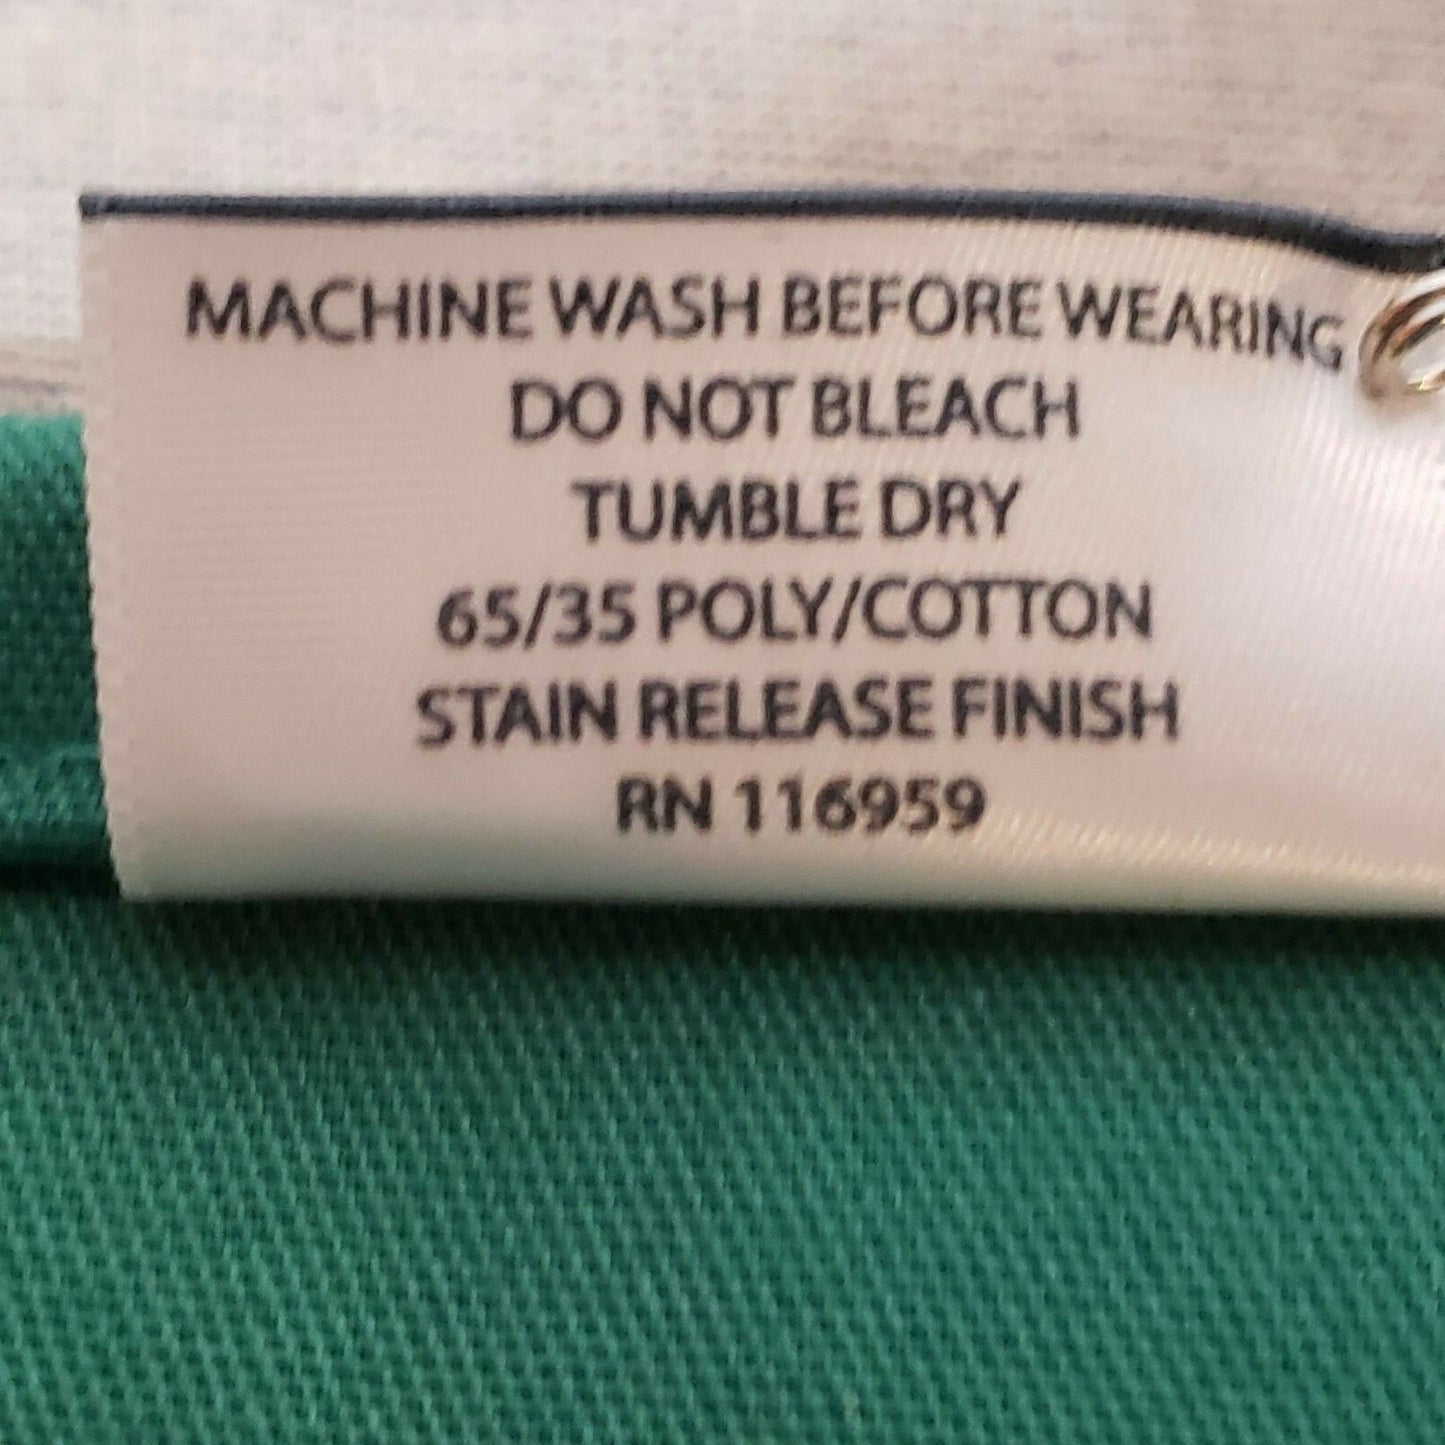 MACHINE WASH BEFORE WEARING
DO NOT BLEACH
TUMBLE DRY
65/35 POLY/COTTON
STAIN RELEASE FINISH
RN 116959